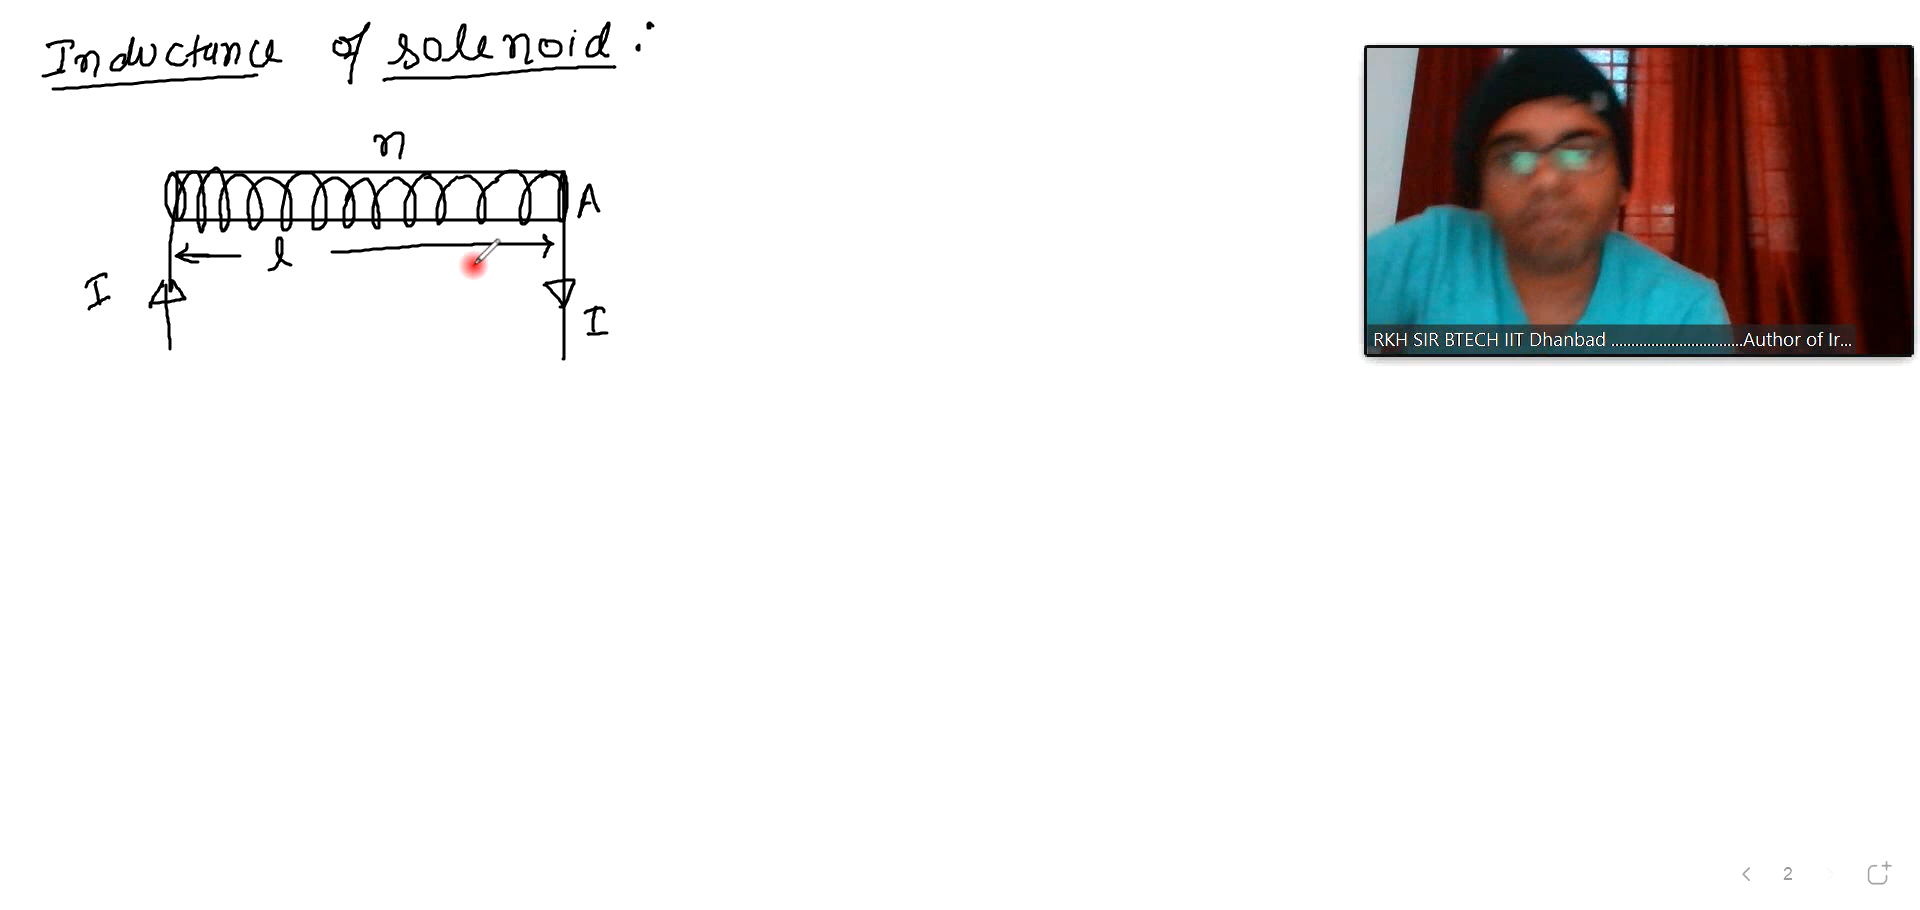 Inductance of solenoid :
n
A
l
I
I
RKH SIR BTECH IIT Dhanbad ................................Author of Ir...
2